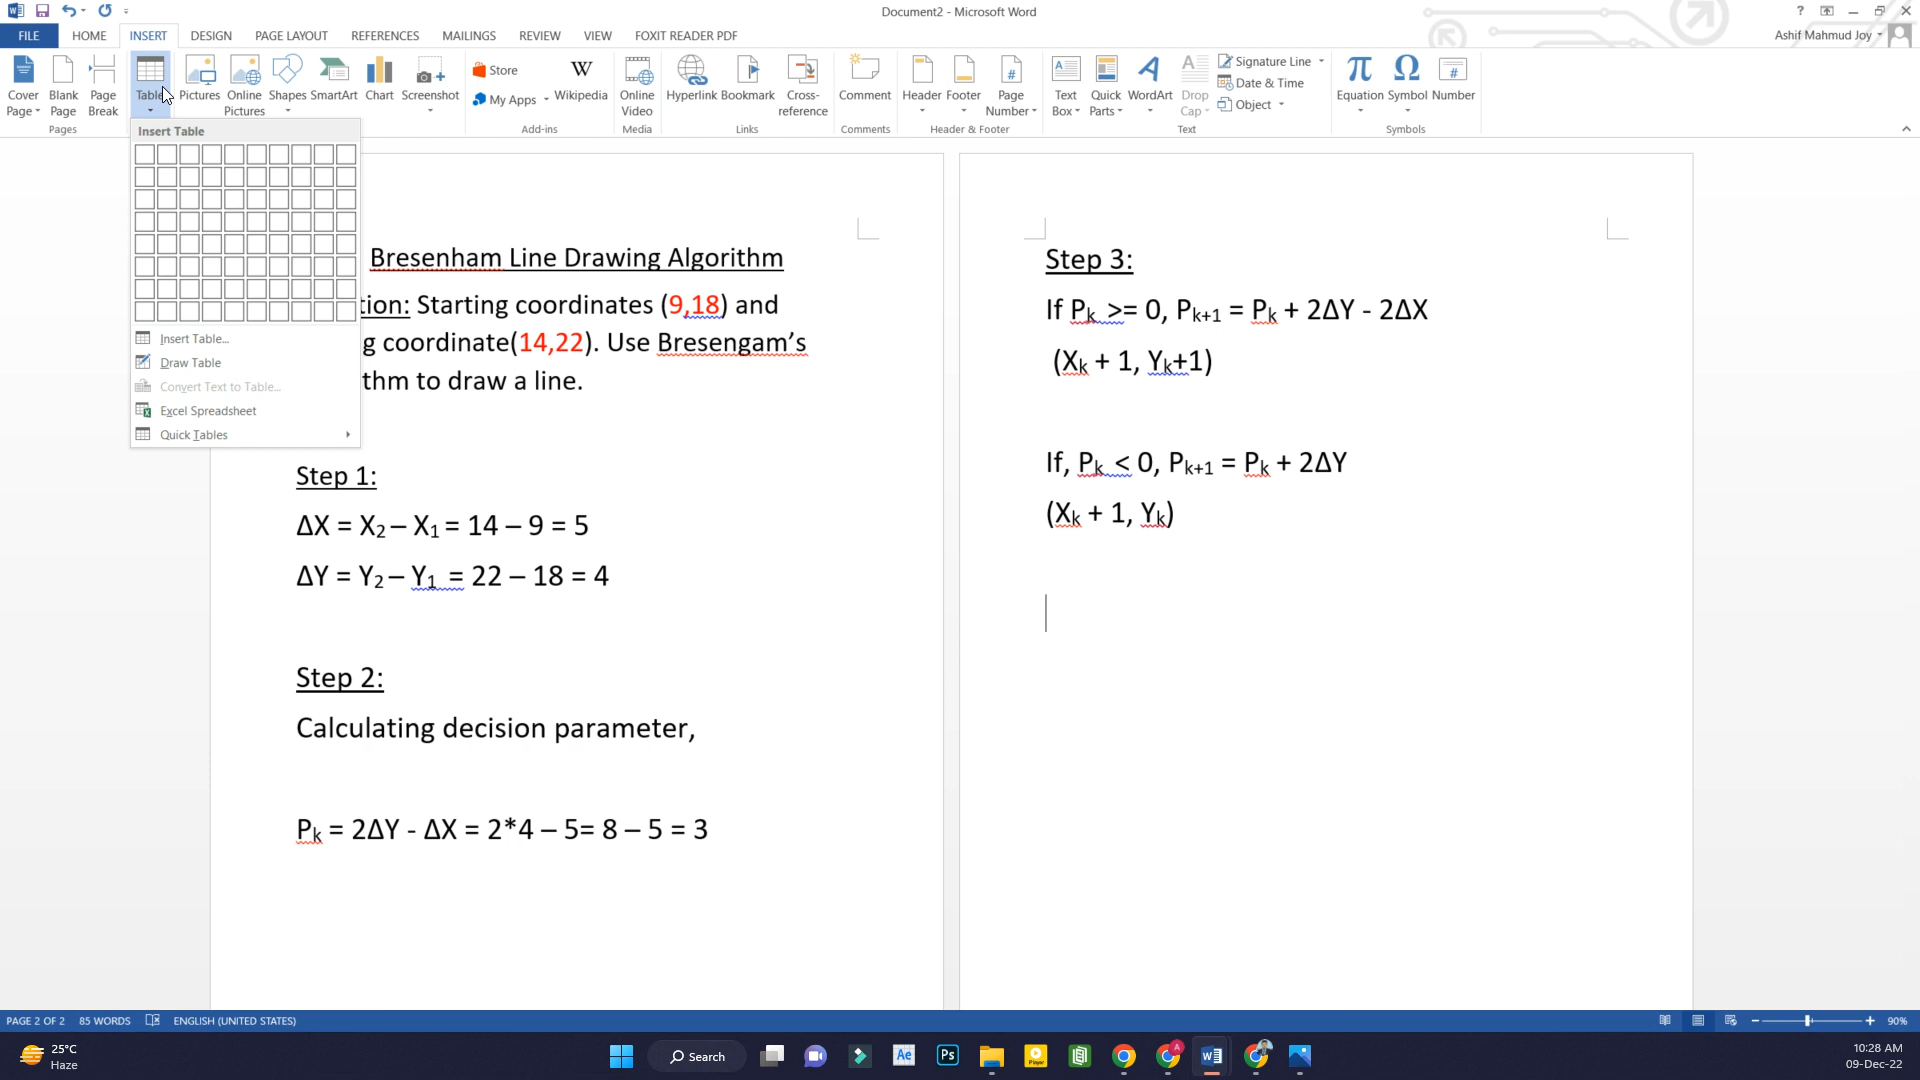 Document2 - Microsoft Word
?
FILE
HOME
INSERT
DESIGN
PAGE LAYOUT
REFERENCES
MAILINGS
REVIEW
VIEW
FOXIT READER PDF
Ashif Mahmud Joy
Cover Page
Blank Page
Page Break
Table
Pictures
Online Pictures
Shapes
SmartArt
Chart
Screenshot
Store
My Apps
W
Wikipedia
Online Video
Hyperlink
Bookmark
Cross-reference
Comment
Header
Footer
Page Number
Text Box
Quick Parts
WordArt
Drop Cap
Signature Line
Date & Time
Object
π
Equation
Ω
Symbol
Number
Pages
Add-ins
Media
Links
Comments
Header & Footer
Text
Symbols
Insert Table
Insert Table...
Draw Table
Convert Text to Table...
Excel Spreadsheet
Quick Tables
Bresenham Line Drawing Algorithm
tion: Starting coordinates (9,18) and
g coordinate(14,22). Use Bresengam’s
thm to draw a line.
Step 1:
ΔX = X₂ – X₁ = 14 – 9 = 5
ΔY = Y₂ – Y₁ = 22 – 18 = 4
Step 2:
Calculating decision parameter,
Pₖ = 2ΔY - ΔX = 2*4 – 5= 8 – 5 = 3
Step 3:
If Pₖ >= 0, Pₖ₊₁ = Pₖ + 2ΔY - 2ΔX
(Xₖ + 1, Yₖ+1)
If, Pₖ < 0, Pₖ₊₁ = Pₖ + 2ΔY
(Xₖ + 1, Yₖ)
PAGE 2 OF 2
85 WORDS
ENGLISH (UNITED STATES)
90%
25°C
Haze
Search
Ae
Ps
Player
A
10:28 AM
09-Dec-22